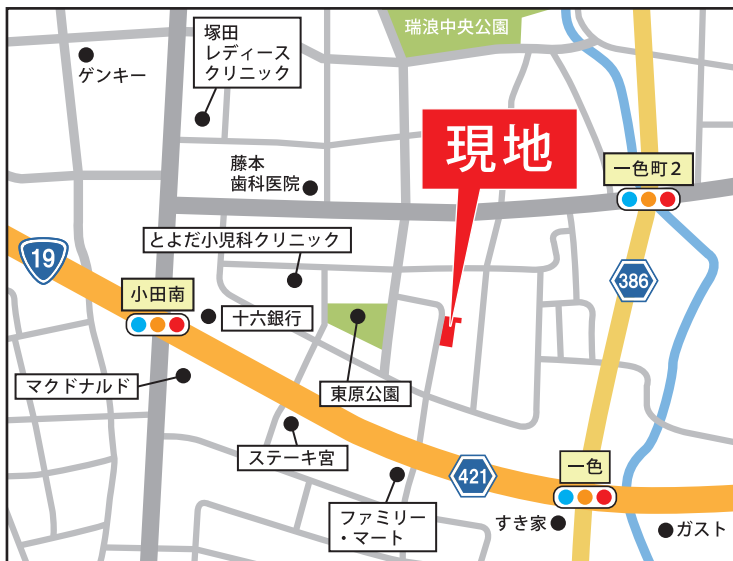 瑞浪中央公園
塚田
レディース
クリニック
ゲンキー
現地
藤本
歯科医院
一色町2
とよだ小児科クリニック
19
386
小田南
十六銀行
マクドナルド
東原公園
ステーキ宮
421
一色
ファミリー
・マート
すき家
ガスト